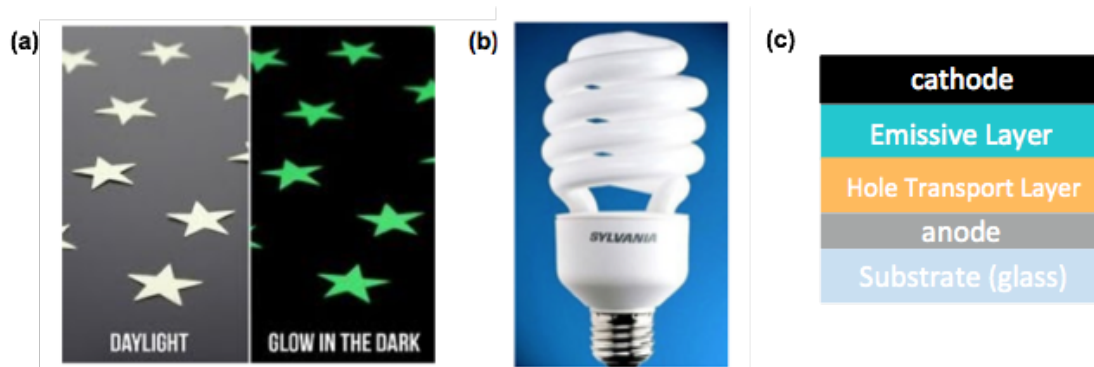 (a)
DAYLIGHT
GLOW IN THE DARK
(b)
SYLVANIA
(c)
cathode
Emissive Layer
Hole Transport Layer
anode
Substrate (glass)